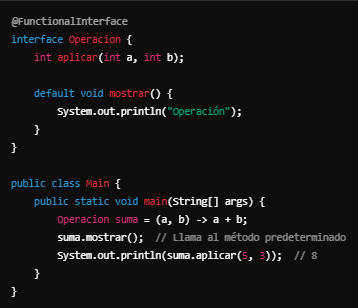 @FunctionalInterface
interface Operacion {
    int aplicar(int a, int b);

    default void mostrar() {
        System.out.println("Operación");
    }
}

public class Main {
    public static void main(String[] args) {
        Operacion suma = (a, b) -> a + b;
        suma.mostrar();  // Llama al método predeterminado
        System.out.println(suma.aplicar(5, 3));  // 8
    }
}